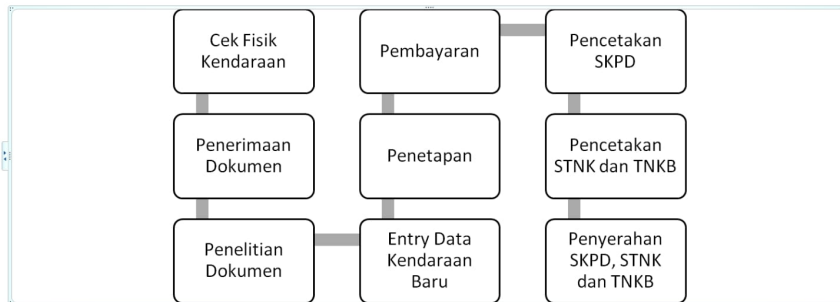 Cek Fisik
Kendaraan
Penerimaan
Dokumen
Penelitian
Dokumen
Entry Data
Kendaraan
Baru
Penetapan
Pembayaran
Pencetakan
SKPD
Pencetakan
STNK dan TNKB
Penyerahan
SKPD, STNK
dan TNKB